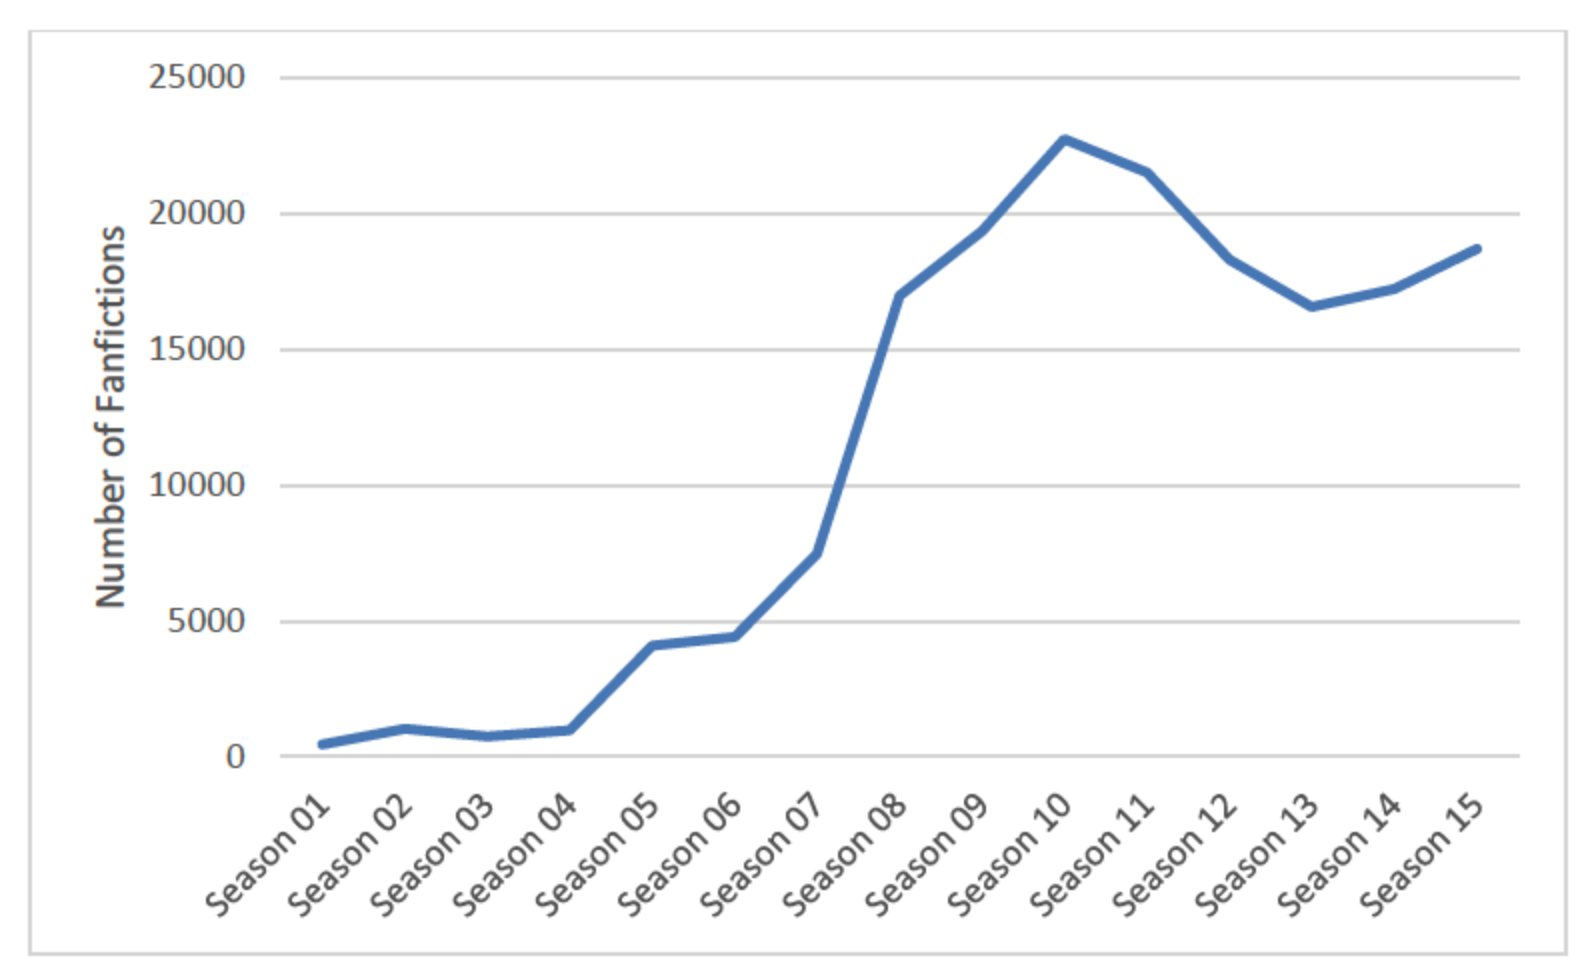 25000
20000
15000
10000
5000
0
Number of Fanfictions
Season 01
Season 02
Season 03
Season 04
Season 05
Season 06
Season 07
Season 08
Season 09
Season 10
Season 11
Season 12
Season 13
Season 14
Season 15